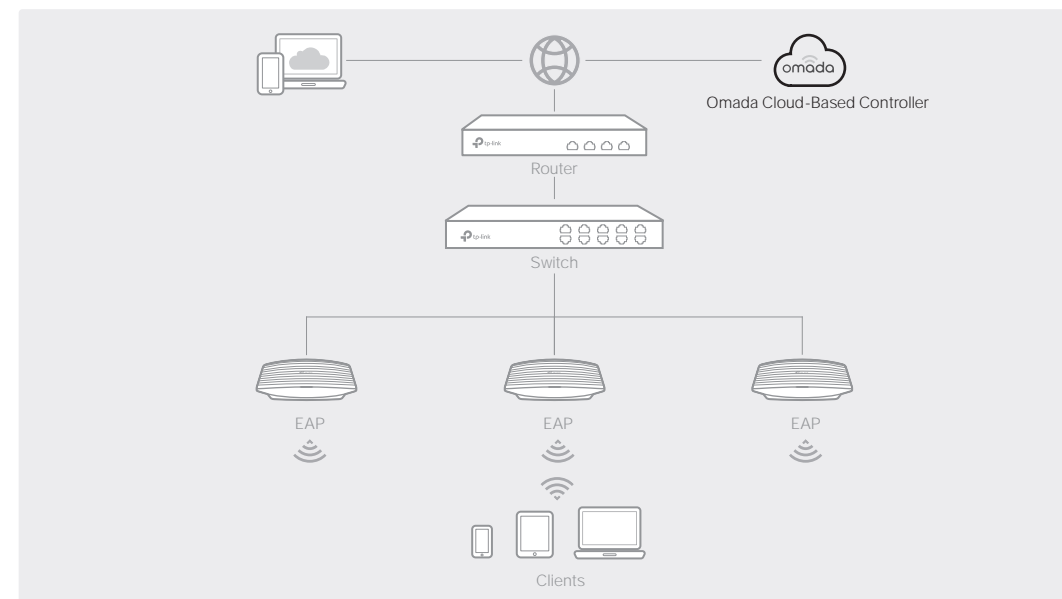 omada
Omada Cloud-Based Controller
tp-link
Router
tp-link
Switch
EAP EAP EAP
Clients